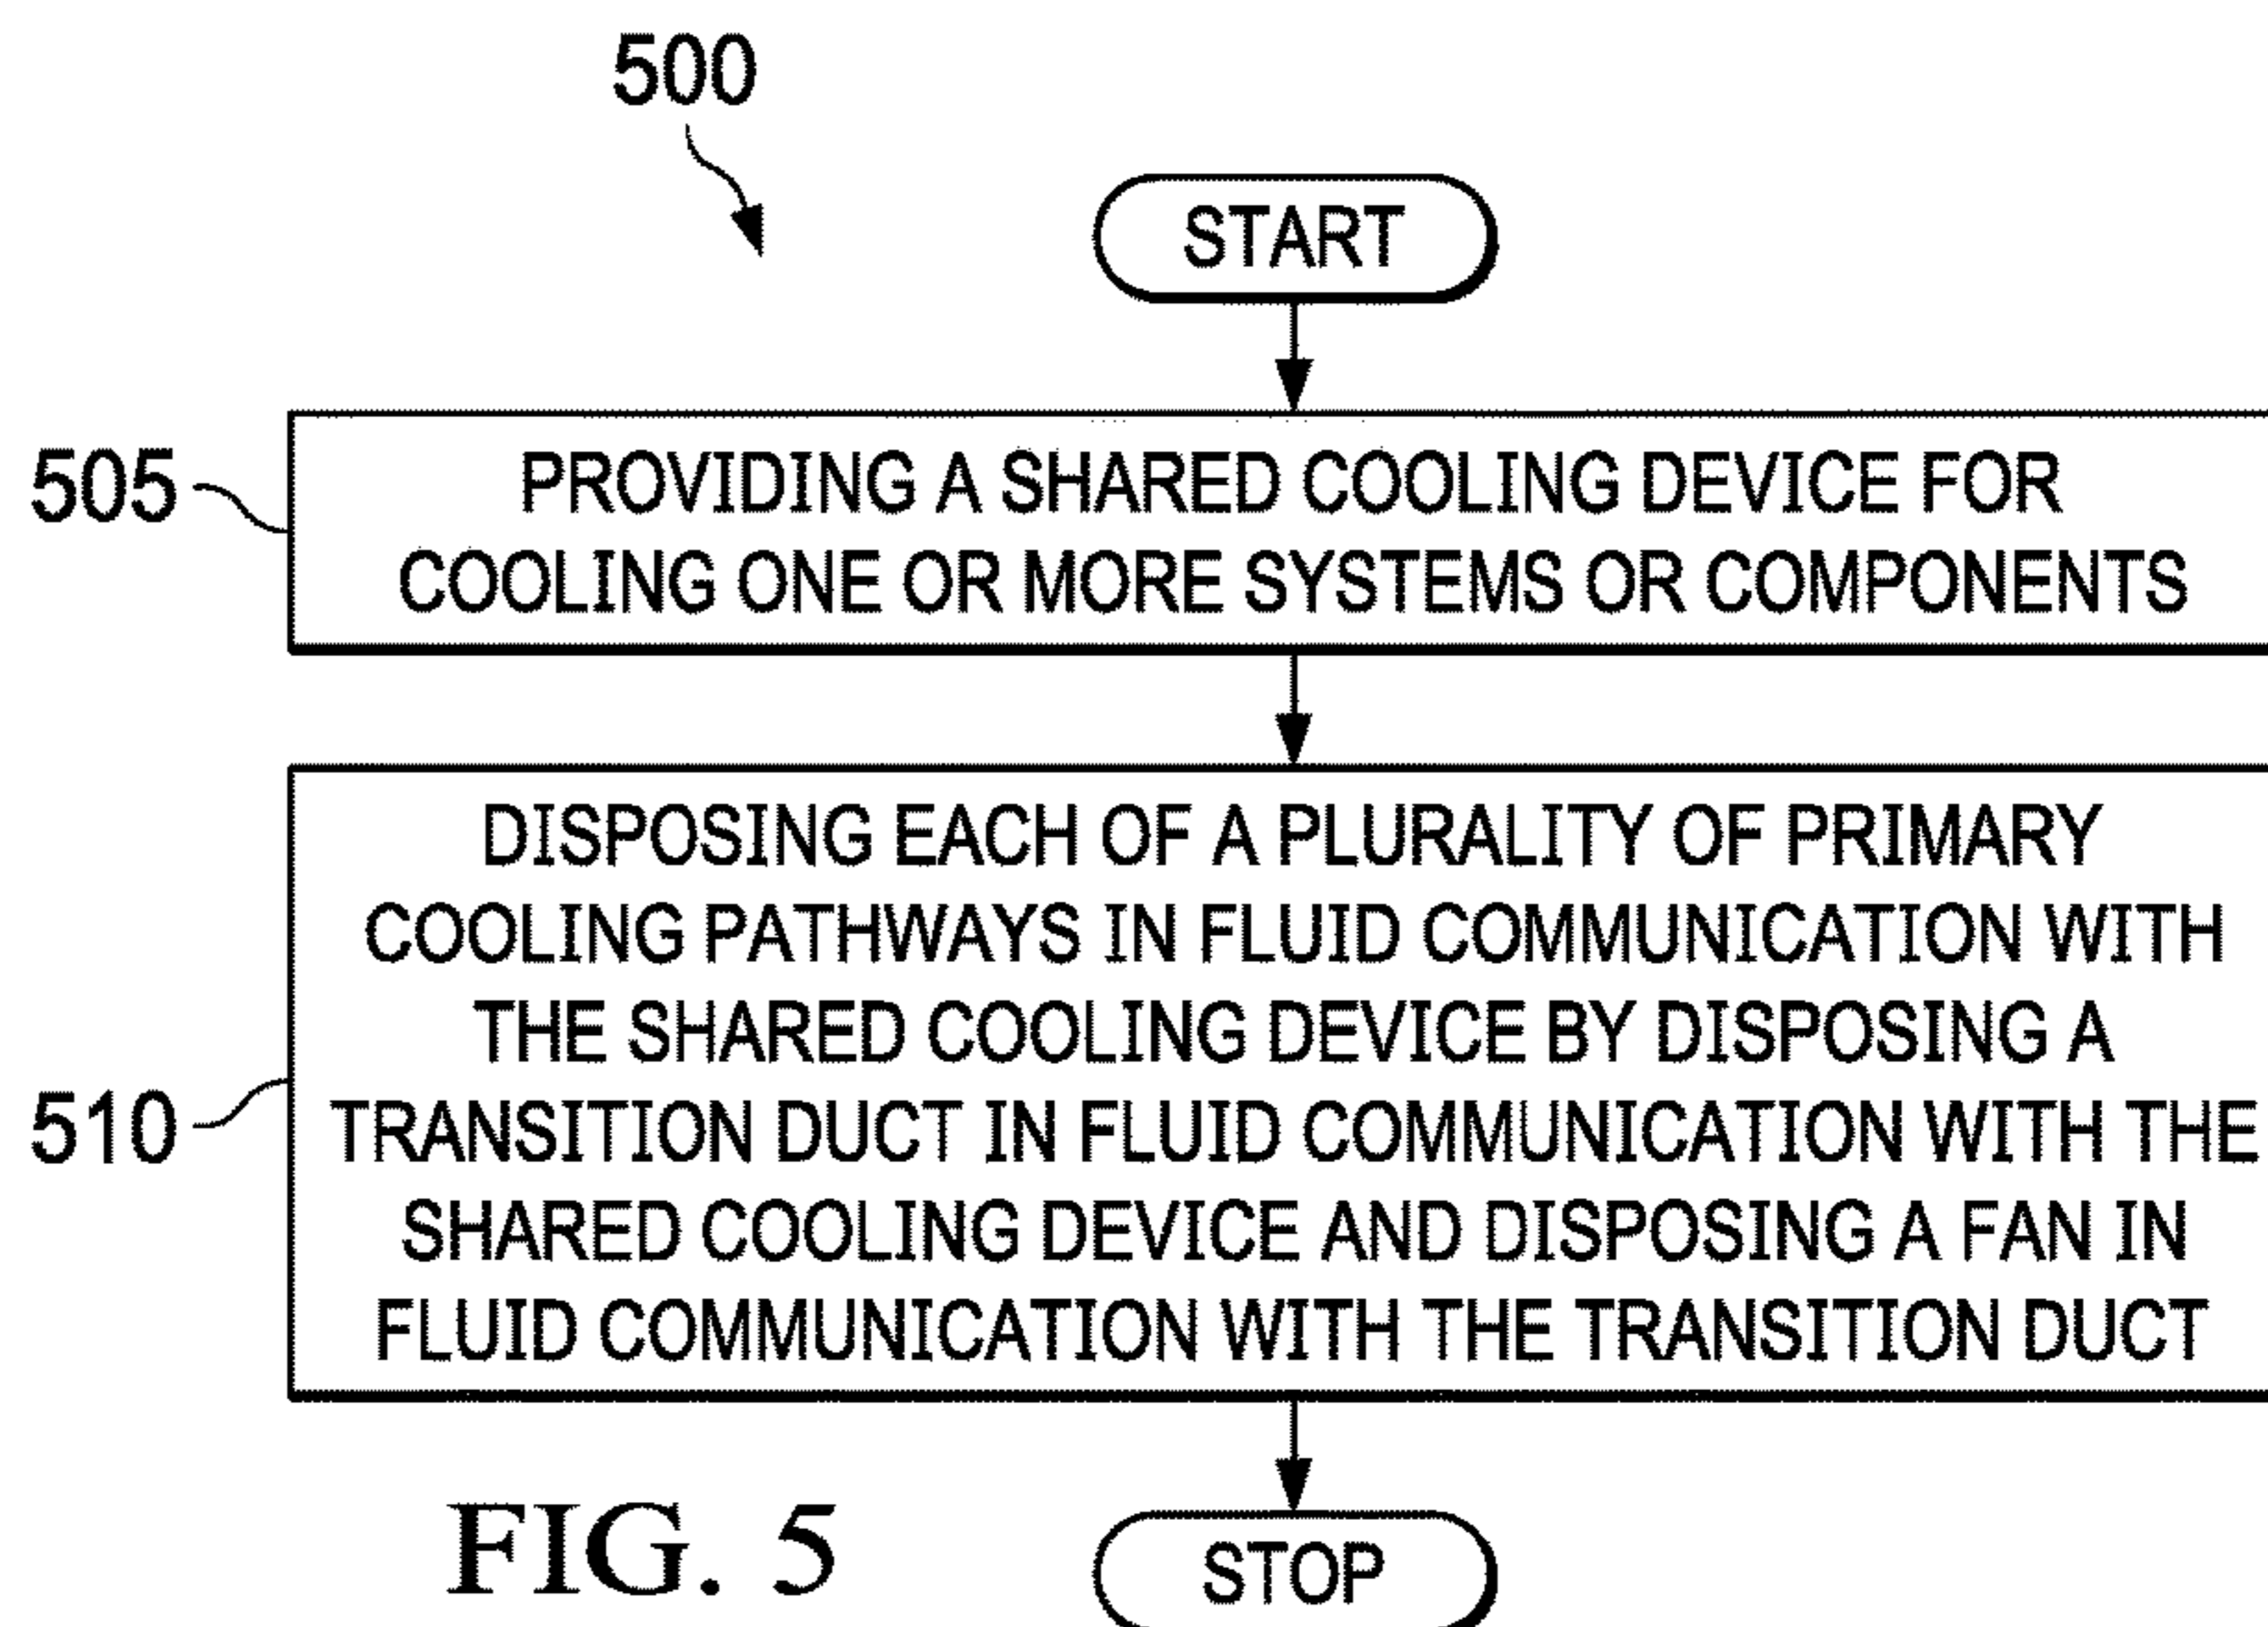 500
START
505
PROVIDING A SHARED COOLING DEVICE FOR
COOLING ONE OR MORE SYSTEMS OR COMPONENTS
510
DISPOSING EACH OF A PLURALITY OF PRIMARY
COOLING PATHWAYS IN FLUID COMMUNICATION WITH
THE SHARED COOLING DEVICE BY DISPOSING A
TRANSITION DUCT IN FLUID COMMUNICATION WITH THE
SHARED COOLING DEVICE AND DISPOSING A FAN IN
FLUID COMMUNICATION WITH THE TRANSITION DUCT
STOP
FIG. 5